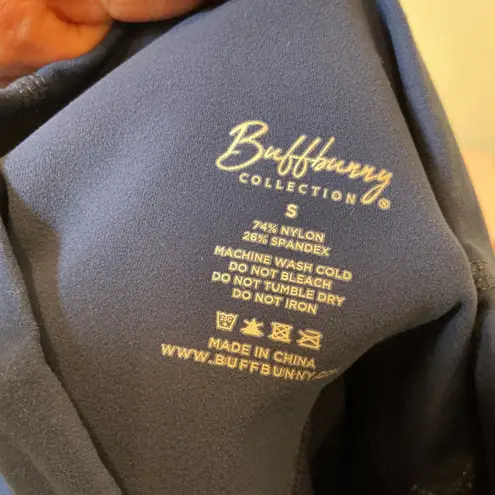 Buffbunny
COLLECTION ®
S
74% NYLON
26% SPANDEX
MACHINE WASH COLD
DO NOT BLEACH
DO NOT TUMBLE DRY
DO NOT IRON
MADE IN CHINA